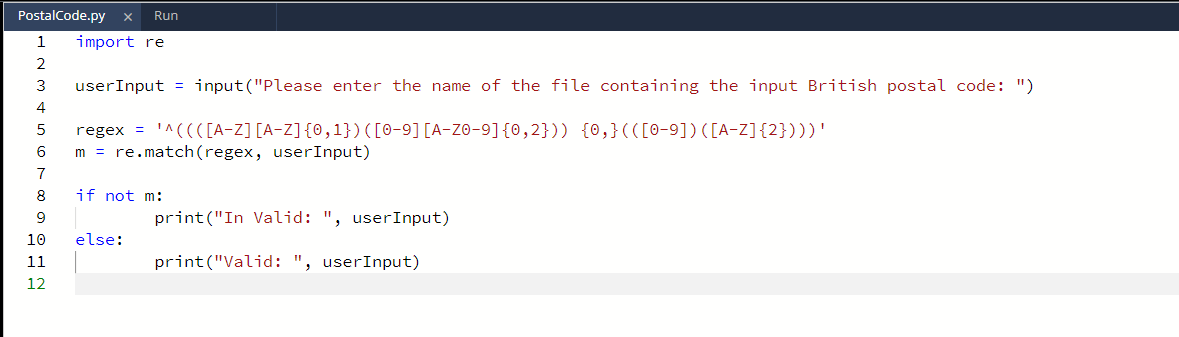 PostalCode.py × Run
1 import re
2
3 userInput = input("Please enter the name of the file containing the input British postal code: ")
4
5 regex = '^((([A-Z][A-Z]{0,1})([0-9][A-Z0-9]{0,2})) {0,}(([0-9])([A-Z]{2})))'
6 m = re.match(regex, userInput)
7
8 if not m:
9 print("In Valid: ", userInput)
10 else:
11 print("Valid: ", userInput)
12